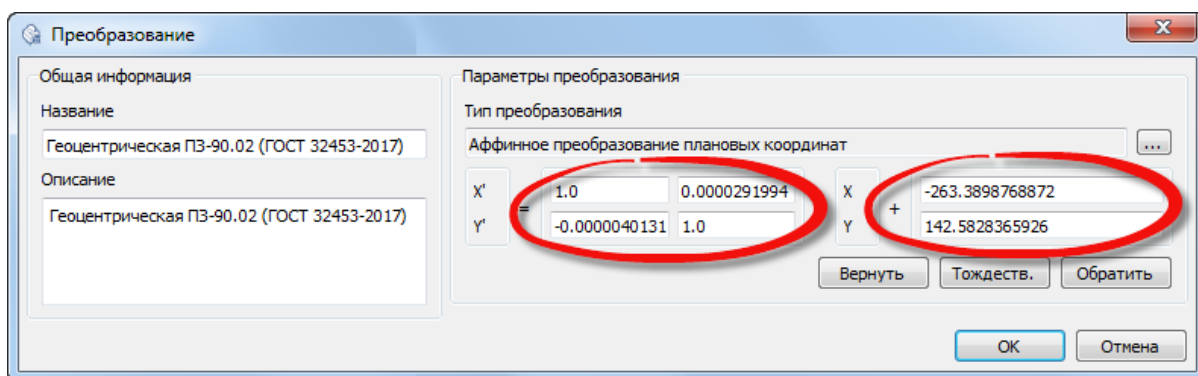 Преобразование
Общая информация
Название
Геоцентрическая ПЗ-90.02 (ГОСТ 32453-2017)
Описание
Геоцентрическая ПЗ-90.02 (ГОСТ 32453-2017)
Параметры преобразования
Тип преобразования
Аффинное преобразование плановых координат
...
X' 1.0 0.0000291994 X -263.3898768872
= +
Y' -0.0000040131 1.0 Y 142.5828365926
Вернуть Тождеств. Обратить
OK Отмена